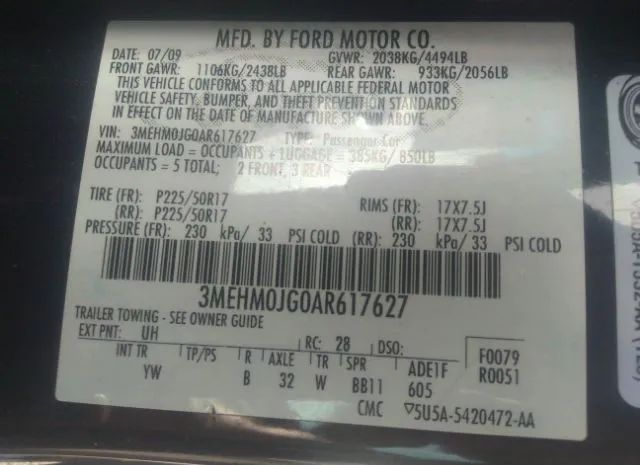 MFD. BY FORD MOTOR CO.
DATE: 07/09 GVWR: 2038KG/4494LB
FRONT GAWR: 1106KG/2438LB REAR GAWR: 933KG/2056LB
THIS VEHICLE CONFORMS TO ALL APPLICABLE FEDERAL MOTOR
VEHICLE SAFETY, BUMPER, AND THEFT PREVENTION STANDARDS
IN EFFECT ON THE DATE OF MANUFACTURE SHOWN ABOVE.
VIN: 3MEHM0JG0AR617627 TYPE: Passenger Car
MAXIMUM LOAD = OCCUPANTS + LUGGAGE = 385KG/ 850LB
OCCUPANTS = 5 TOTAL; 2 FRONT, 3 REAR
TIRE (FR): P225/50R17 RIMS (FR): 17X7.5J
(RR): P225/50R17 (RR): 17X7.5J
PRESSURE (FR): 230 kPa/ 33 PSI COLD (RR): 230 kPa/ 33 PSI COLD
3MEHM0JG0AR617627
TRAILER TOWING - SEE OWNER GUIDE
EXT PNT: UH RC: 28 DSO: F0079
INT TR TP/PS R AXLE TR SPR ADE1F R0051
YW B 32 W BB11 605
CMC ▽5U5A-5420472-AA